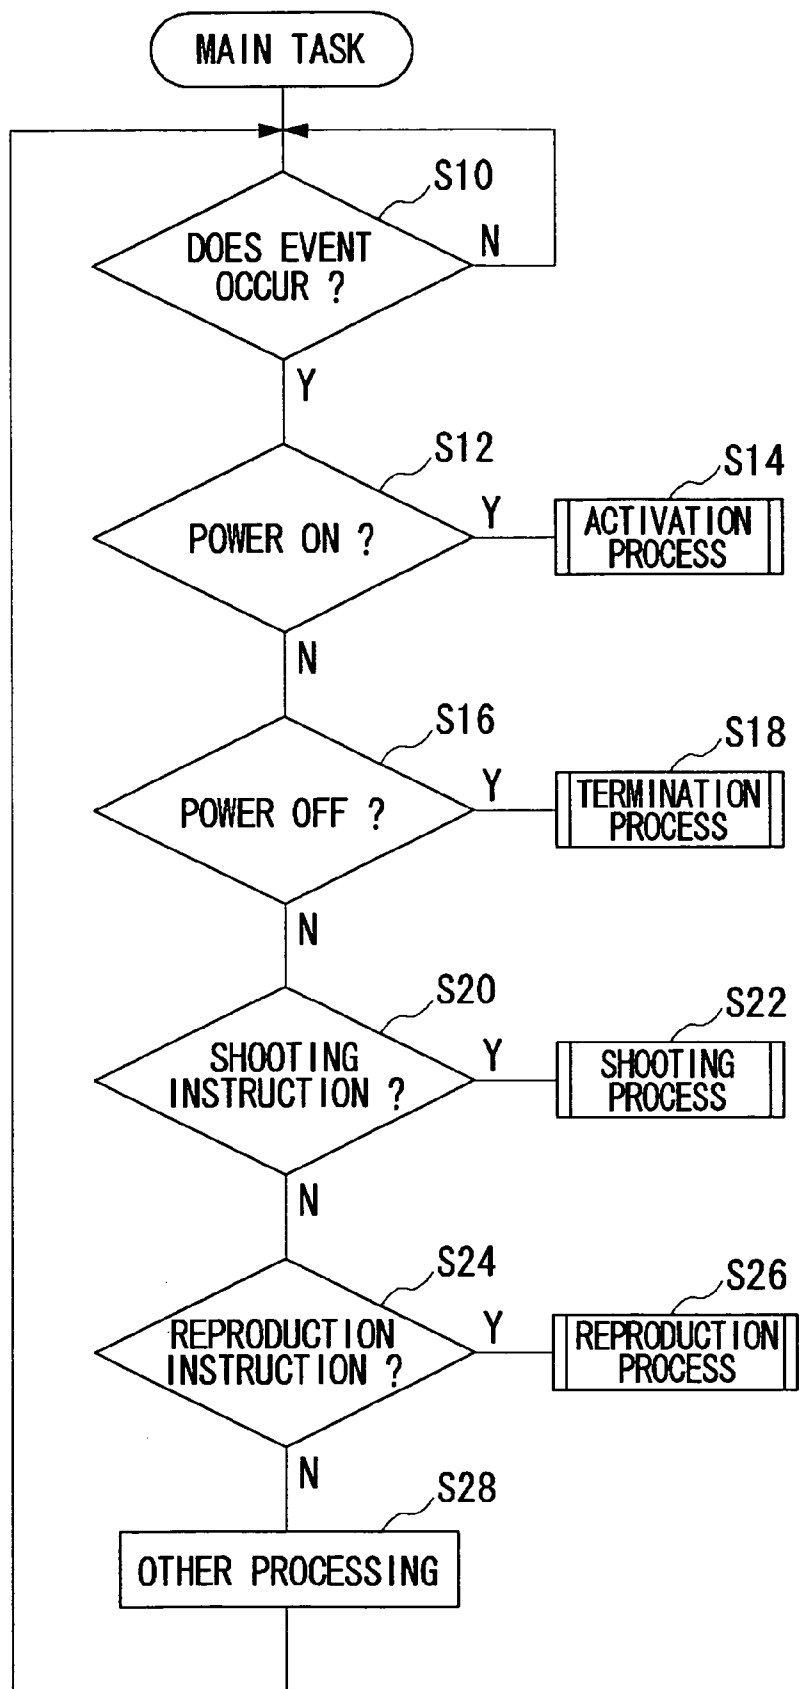 MAIN TASK
S10
DOES EVENT
OCCUR ?
N
Y
S12
POWER ON ?
Y
S14
ACTIVATION
PROCESS
N
S16
POWER OFF ?
Y
S18
TERMINATION
PROCESS
N
S20
SHOOTING
INSTRUCTION ?
Y
S22
SHOOTING
PROCESS
N
S24
REPRODUCTION
INSTRUCTION ?
Y
S26
REPRODUCTION
PROCESS
N
S28
OTHER PROCESSING